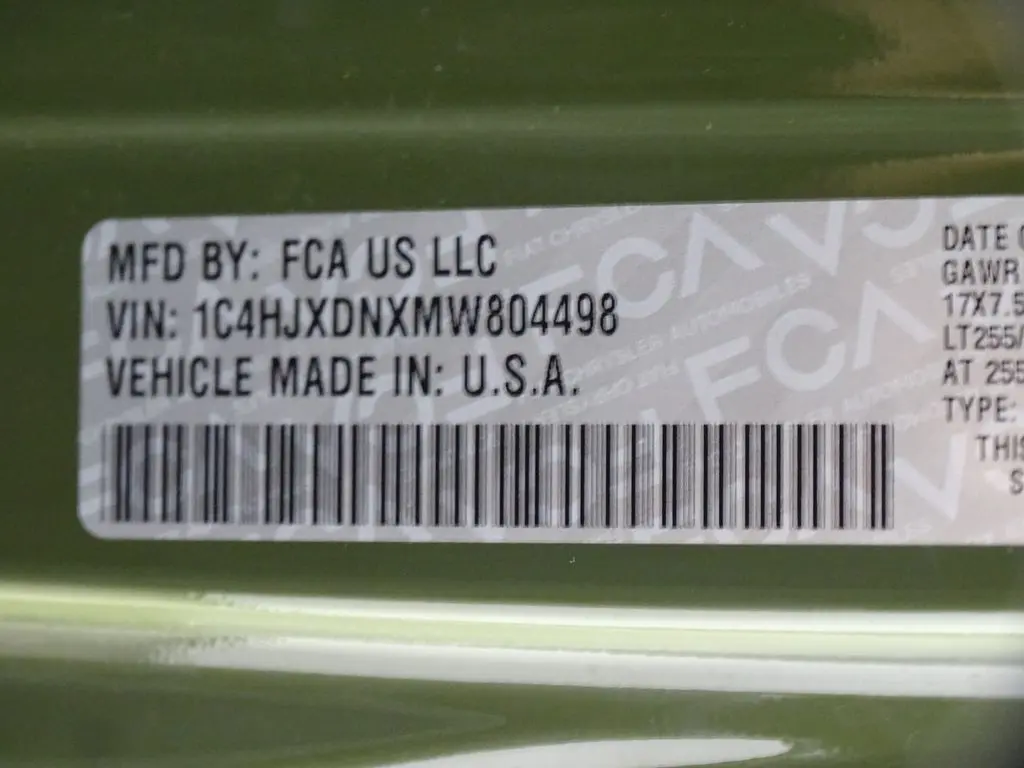 MFD BY: FCA US LLC
VIN: 1C4HJXDNXMW804498
VEHICLE MADE IN: U.S.A.
DATE
GAWR
17X7.5
LT255/
AT 255
TYPE:
THIS